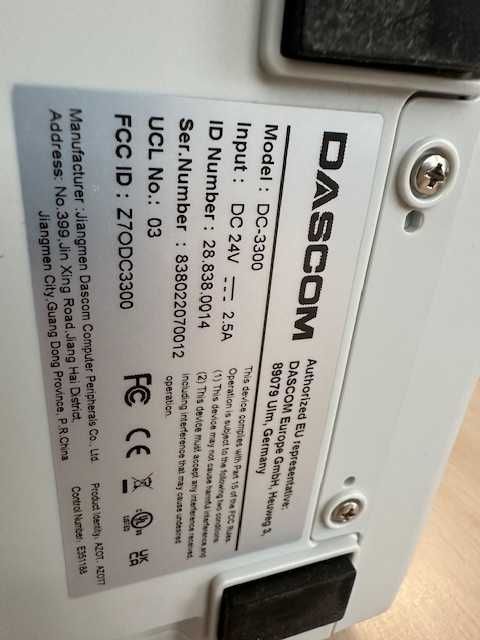 DASCOM
Authorized EU representative:
DASCOM Europe GmbH, Heuweg 3,
89079 Ulm, Germany
Model : DC-3300
Input : DC 24V 2.5A
ID Number : 28.838.0014
Ser.Number : 838022070012
UCL No.: 03
FCC ID : Z7ODC3300
This device complies with Part 15 of the FCC Rules.
Operation is subject to the following two conditions:
(1) This device may not cause harmful interference,and
(2) This device must accept any interference received,
including interference that may cause undesired
operation.
FC CE UL UK
LISTED CA
Manufacturer :Jiangmen Dascom Computer Peripherals Co., Ltd.
Address: No.399,Jin Xing Road,Jiang Hai District,
Jiangmen City,Guang Dong Province, P.R.China
Product Identity: AZOT, AZOT7
Control Number: E351188